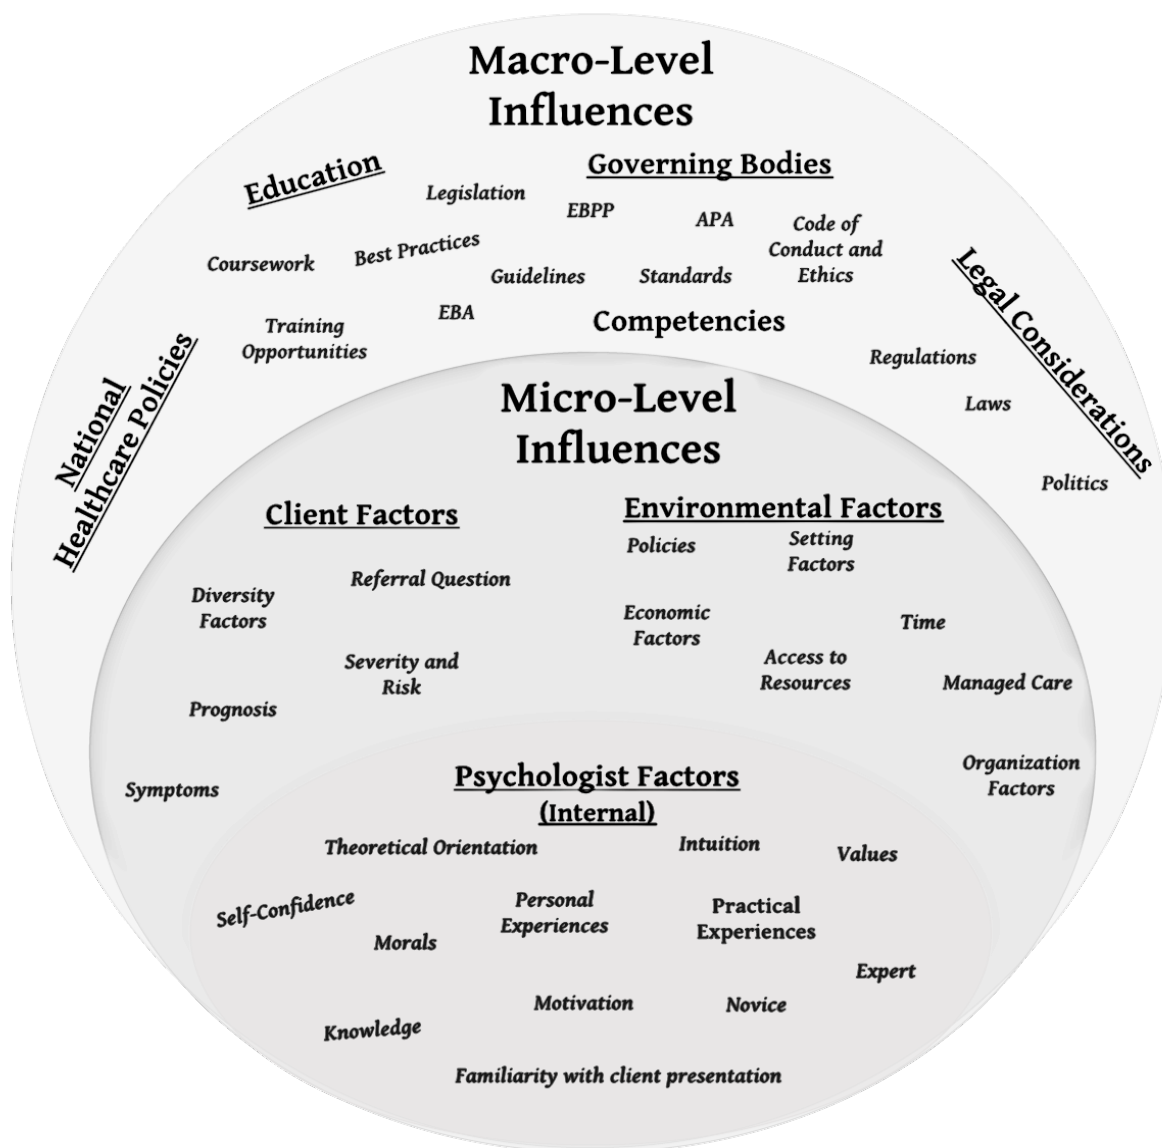 Macro-Level
Influences
Education
Governing Bodies
Legislation
EBPP
APA
Code of
Conduct and
Ethics
Coursework
Best Practices
Guidelines
Standards
Legal Considerations
EBA
Competencies
Training
Opportunities
National
Healthcare Policies
Regulations
Laws
Politics
Micro-Level
Influences
Client Factors
Environmental Factors
Policies
Setting
Factors
Referral Question
Diversity
Factors
Economic
Factors
Time
Severity and
Risk
Access to
Resources
Managed Care
Prognosis
Symptoms
Organization
Factors
Psychologist Factors
(Internal)
Theoretical Orientation
Intuition
Values
Self-Confidence
Personal
Experiences
Practical
Experiences
Morals
Expert
Motivation
Novice
Knowledge
Familiarity with client presentation